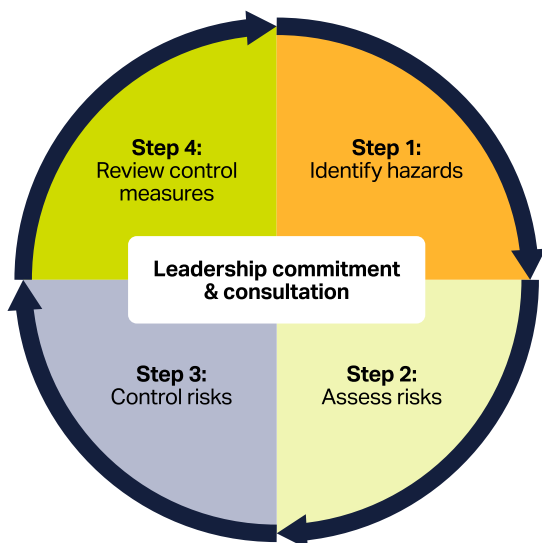 Step 1:
Identify hazards
Step 2:
Assess risks
Step 3:
Control risks
Step 4:
Review control
measures
Leadership commitment
& consultation